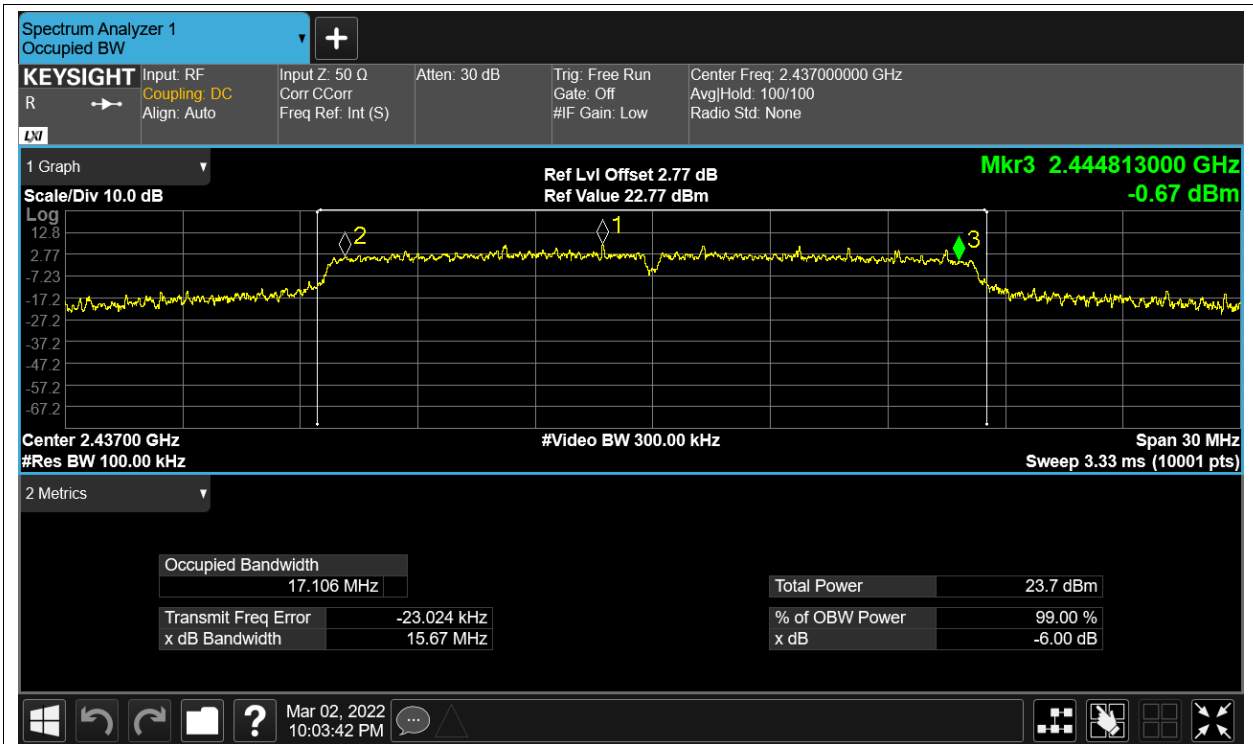 Spectrum Analyzer 1
Occupied BW
KEYSIGHT
R
LXI
Input: RF
Coupling: DC
Align: Auto
Input Z: 50 Ω
Corr CCorr
Freq Ref: Int (S)
Atten: 30 dB
Trig: Free Run
Gate: Off
#IF Gain: Low
Center Freq: 2.437000000 GHz
Avg|Hold: 100/100
Radio Std: None
1 Graph
Scale/Div 10.0 dB
Ref Lvl Offset 2.77 dB
Ref Value 22.77 dBm
Mkr3 2.444813000 GHz
-0.67 dBm
Log
12.8
2.77
-7.23
-17.2
-27.2
-37.2
-47.2
-57.2
-67.2
2
1
3
Center 2.43700 GHz
#Res BW 100.00 kHz
#Video BW 300.00 kHz
Span 30 MHz
Sweep 3.33 ms (10001 pts)
2 Metrics
Occupied Bandwidth
17.106 MHz
Transmit Freq Error -23.024 kHz
x dB Bandwidth 15.67 MHz
Total Power 23.7 dBm
% of OBW Power 99.00 %
x dB -6.00 dB
?
Mar 02, 2022
10:03:42 PM